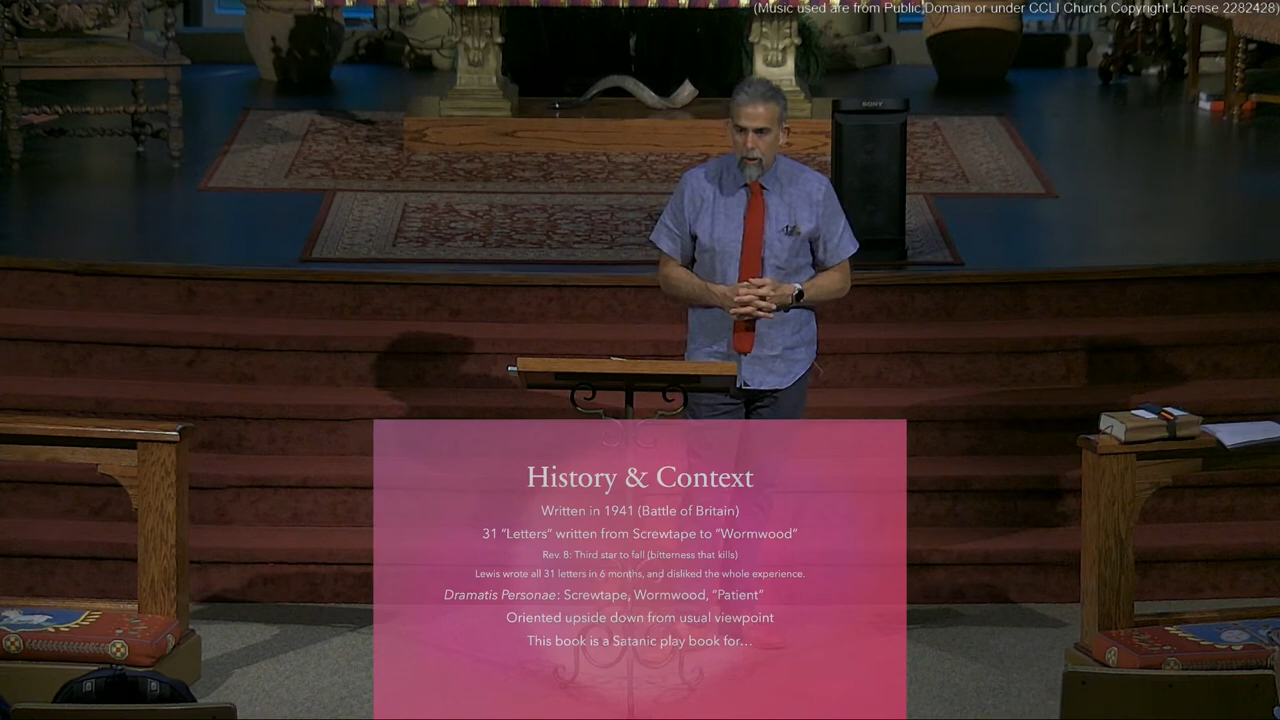 (Music used are from Public Domain or under CCLI Church Copyright License 2282428)
SONY
History & Context
Written in 1941 (Battle of Britain)
31 “Letters” written from Screwtape to “Wormwood”
Rev. 8: Third star to fall (bitterness that kills)
Lewis wrote all 31 letters in 6 months, and disliked the whole experience.
Dramatis Personae: Screwtape, Wormwood, “Patient”
Oriented upside down from usual viewpoint
This book is a Satanic play book for…